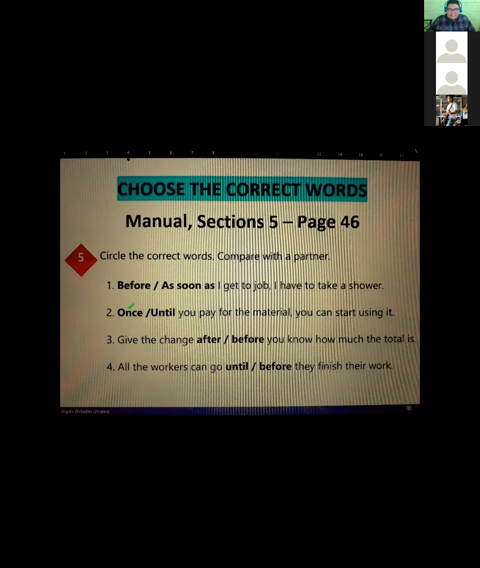 CHOOSE THE CORRECT WORDS
Manual, Sections 5 – Page 46
5 Circle the correct words. Compare with a partner.
1. Before / As soon as I get to job, I have to take a shower.
2. Once /Until you pay for the material, you can start using it.
3. Give the change after / before you know how much the total is.
4. All the workers can go until / before they finish their work.